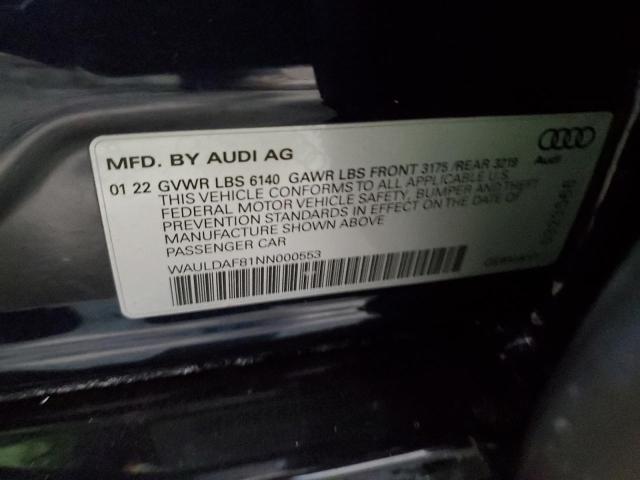 MFD. BY AUDI AG
Audi
01 22 GVWR LBS 6140 GAWR LBS FRONT 3175 /REAR 3219
THIS VEHICLE CONFORMS TO ALL APPLICABLE U.S.
FEDERAL MOTOR VEHICLE SAFETY, BUMPER AND THEFT
PREVENTION STANDARDS IN EFFECT ON THE DATE OF
MANUFACTURE SHOWN ABOVE
PASSENGER CAR
WAULDAF81NN000553
GERMANY